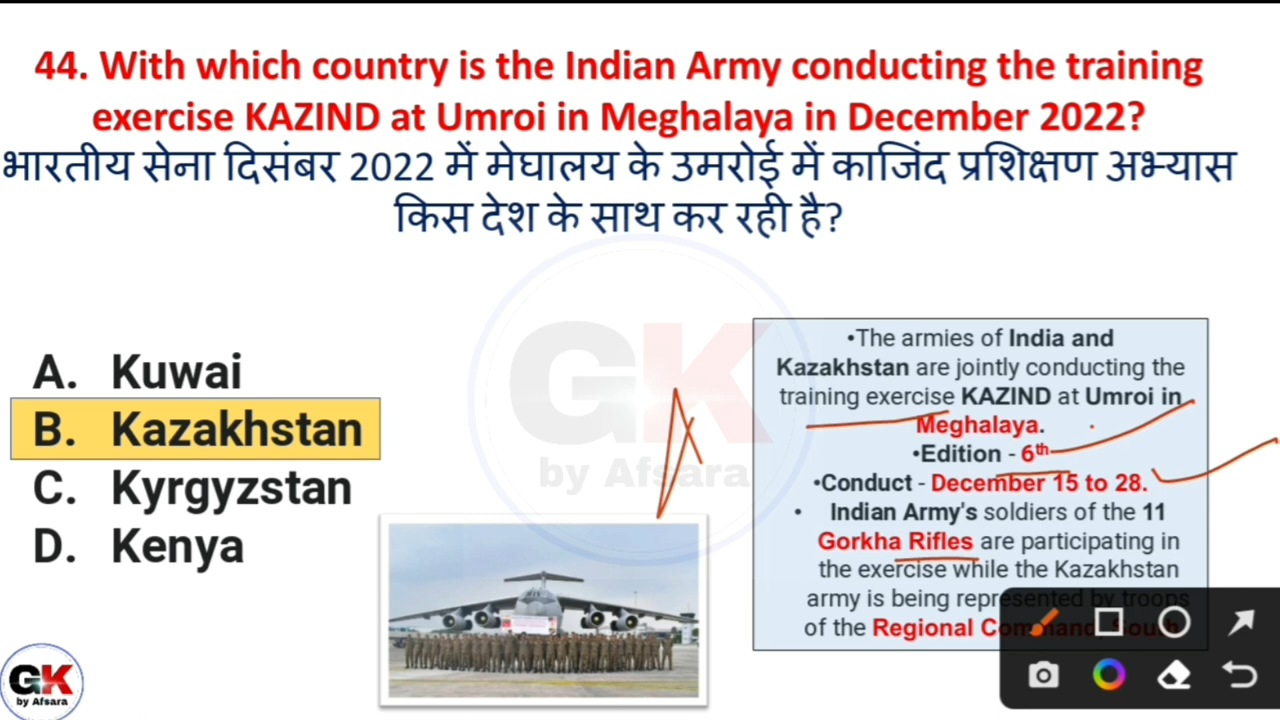 44. With which country is the Indian Army conducting the training
exercise KAZIND at Umroi in Meghalaya in December 2022?
भारतीय सेना दिसंबर 2022 में मेघालय के उमरोई में काजिंद प्रशिक्षण अभ्यास
किस देश के साथ कर रही है?
A. Kuwai
B. Kazakhstan
C. Kyrgyzstan
D. Kenya
GK
by Afsara
•The armies of India and
Kazakhstan are jointly conducting the
training exercise KAZIND at Umroi in
Meghalaya.
•Edition - 6th
•Conduct - December 15 to 28.
• Indian Army's soldiers of the 11
Gorkha Rifles are participating in
the exercise while the Kazakhstan
army is being represented by troops
of the Regional Command South
GK
by Afsara